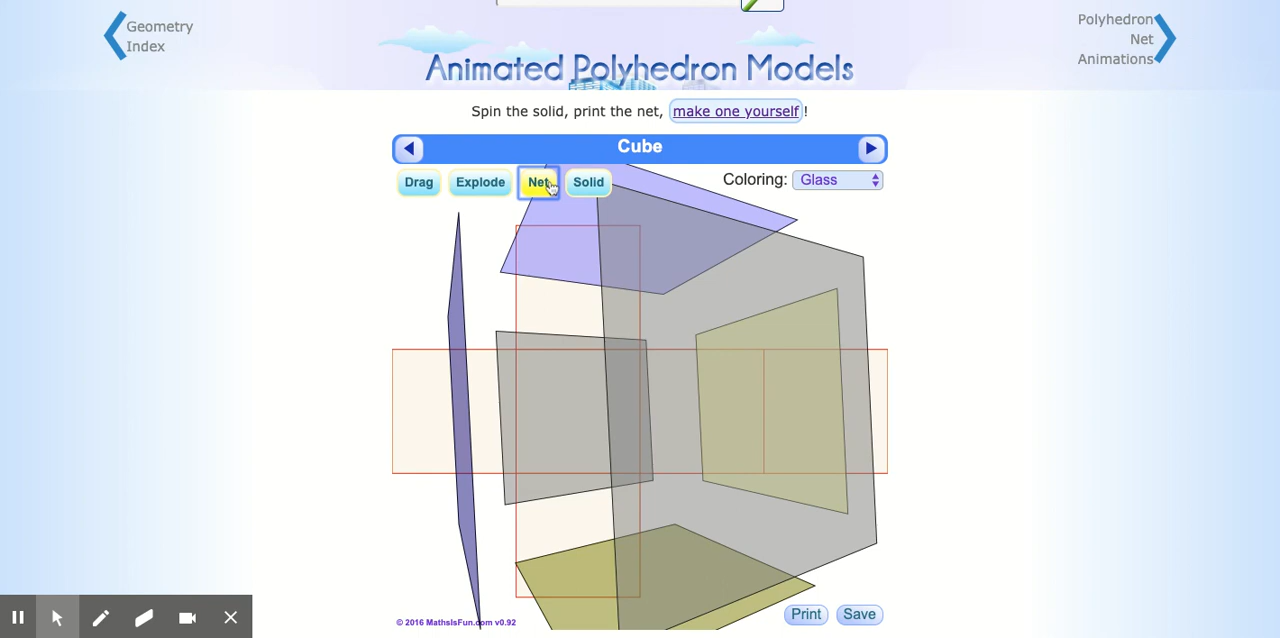 Geometry
Index
Polyhedron
Net
Animations
Animated Polyhedron Models
Spin the solid, print the net, make one yourself!
Cube
Drag Explode Net Solid Coloring: Glass
© 2016 MathsIsFun.com v0.92
Print Save